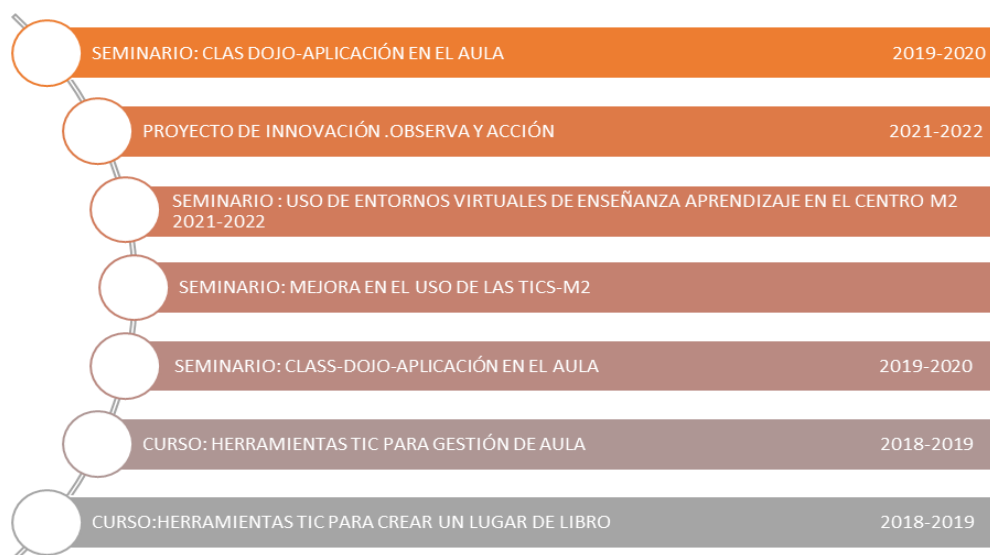 SEMINARIO: CLAS DOJO-APLICACIÓN EN EL AULA 2019-2020
PROYECTO DE INNOVACIÓN .OBSERVA Y ACCIÓN 2021-2022
SEMINARIO : USO DE ENTORNOS VIRTUALES DE ENSEÑANZA APRENDIZAJE EN EL CENTRO M2
2021-2022
SEMINARIO: MEJORA EN EL USO DE LAS TICS-M2
SEMINARIO: CLASS-DOJO-APLICACIÓN EN EL AULA 2019-2020
CURSO: HERRAMIENTAS TIC PARA GESTIÓN DE AULA 2018-2019
CURSO:HERRAMIENTAS TIC PARA CREAR UN LUGAR DE LIBRO 2018-2019